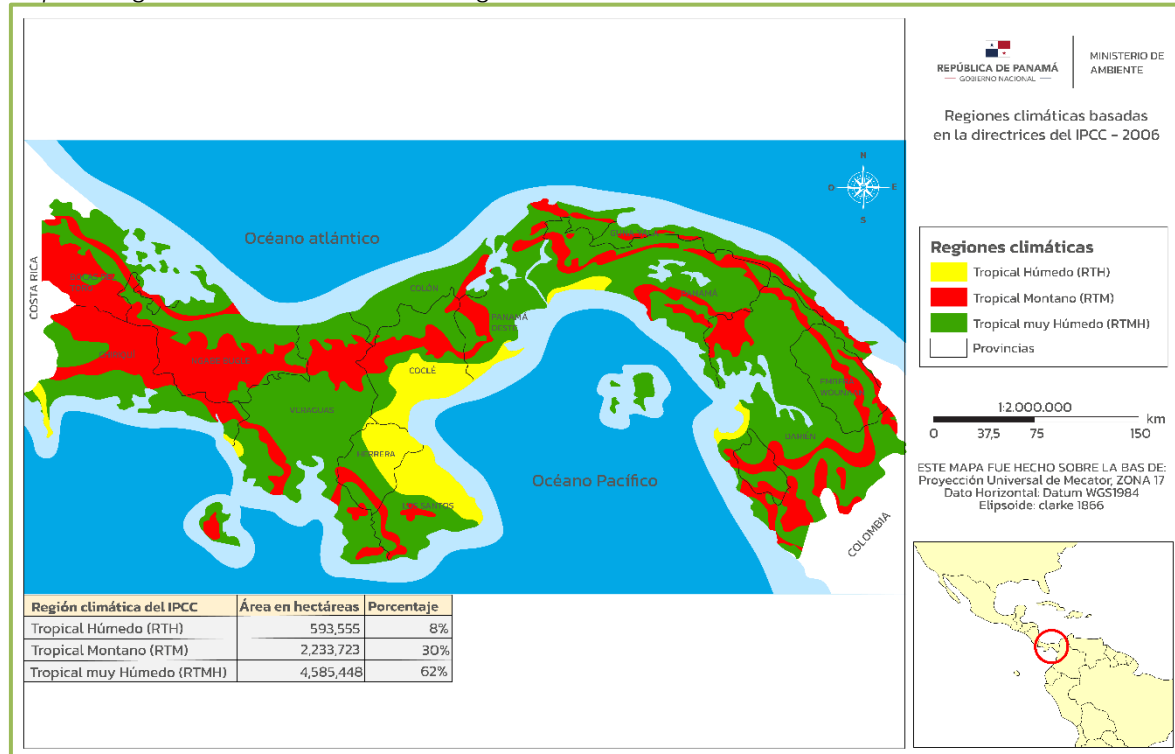 REPÚBLICA DE PANAMÁ
— GOBIERNO NACIONAL —
MINISTERIO DE
AMBIENTE
Regiones climáticas basadas
en la directrices del IPCC - 2006
N
O
E
S
Océano atlántico
COSTA RICA
COLÓN
PANAMÁ
OESTE
PANAMÁ
COCLÉ
VERAGUAS
HERRERA
LOS SANTOS
DARIÉN
Océano Pacífico
COLOMBIA
Regiones climáticas
Tropical Húmedo (RTH)
Tropical Montano (RTM)
Tropical muy Húmedo (RTMH)
Provincias
1:2.000.000
km
0 37,5 75 150
ESTE MAPA FUE HECHO SOBRE LA BAS DE:
Proyección Universal de Mecator, ZONA 17
Dato Horizontal: Datum WGS1984
Elipsoide: clarke 1866
Región climática del IPCC Área en hectáreas Porcentaje
Tropical Húmedo (RTH) 593,555 8%
Tropical Montano (RTM) 2,233,723 30%
Tropical muy Húmedo (RTMH) 4,585,448 62%